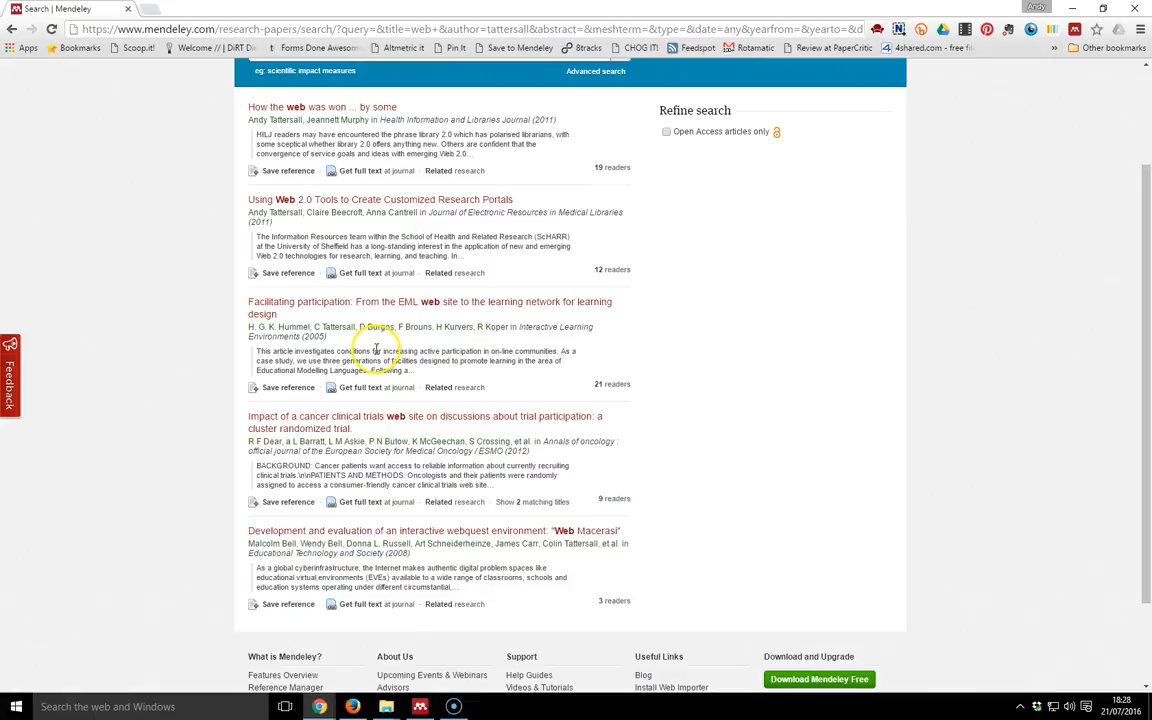 Search | Mendeley
Andy
https://www.mendeley.com/research-papers/search/?query=&title=web+&author=tattersall&abstract=&meshterm=&type=&date=any&yearfrom=&yearto=&d
Apps
Bookmarks
Scoop.it!
Welcome // DiRT Di
Forms Done Awesom
Altmetric it
Pin It
Save to Mendeley
8tracks
CHOG IT!
Feedspot
Rotamatic
Review at PaperCritic
4shared.com - free fil
»
Other bookmarks
eg: scientific impact measures
Advanced search
How the web was won ... by some
Andy Tattersall, Jeannett Murphy in Health Information and Libraries Journal (2011)
HILJ readers may have encountered the phrase library 2.0 which has polarised librarians, with
some sceptical whether library 2.0 offers anything new. Others are confident that the
convergence of service goals and ideas with emerging Web 2.0...
Save reference · Get full text at journal · Related research
19 readers
Using Web 2.0 Tools to Create Customized Research Portals
Andy Tattersall, Claire Beecroft, Anna Cantrell in Journal of Electronic Resources in Medical Libraries
(2011)
The Information Resources team within the School of Health and Related Research (ScHARR)
at the University of Sheffield has a long-standing interest in the application of new and emerging
Web 2.0 technologies for research, learning, and teaching. In...
Save reference · Get full text at journal · Related research
12 readers
Facilitating participation: From the EML web site to the learning network for learning
design
H. G. K. Hummel, C Tattersall, D Burgos, F Brouns, H Kurvers, R Koper in Interactive Learning
Environments (2005)
This article investigates conditions for increasing active participation in on-line communities. As a
case study, we use three generations of facilities designed to promote learning in the area of
Educational Modelling Languages. Following a...
Save reference · Get full text at journal · Related research
21 readers
Impact of a cancer clinical trials web site on discussions about trial participation: a
cluster randomized trial.
R F Dear, a L Barratt, L M Askie, P N Butow, K McGeechan, S Crossing, et al. in Annals of oncology :
official journal of the European Society for Medical Oncology / ESMO (2012)
BACKGROUND: Cancer patients want access to reliable information about currently recruiting
clinical trials.\n\nPATIENTS AND METHODS: Oncologists and their patients were randomly
assigned to access a consumer-friendly cancer clinical trials web site...
Save reference · Get full text at journal · Related research · Show 2 matching titles
9 readers
Development and evaluation of an interactive webquest environment: "Web Macerasi"
Malcolm Bell, Wendy Bell, Donna L. Russell, Art Schneiderheinze, James Carr, Colin Tattersall, et al. in
Educational Technology and Society (2008)
As a global cyberinfrastructure, the Internet makes authentic digital problem spaces like
educational virtual environments (EVEs) available to a wide range of classrooms, schools and
education systems operating under different circumstantial,...
Save reference · Get full text at journal · Related research
3 readers
Refine search
Open Access articles only
Feedback
What is Mendeley?
Features Overview
Reference Manager
About Us
Upcoming Events & Webinars
Advisors
Support
Help Guides
Videos & Tutorials
Useful Links
Blog
Install Web Importer
Download and Upgrade
Download Mendeley Free
Search the web and Windows
18:28
21/07/2016